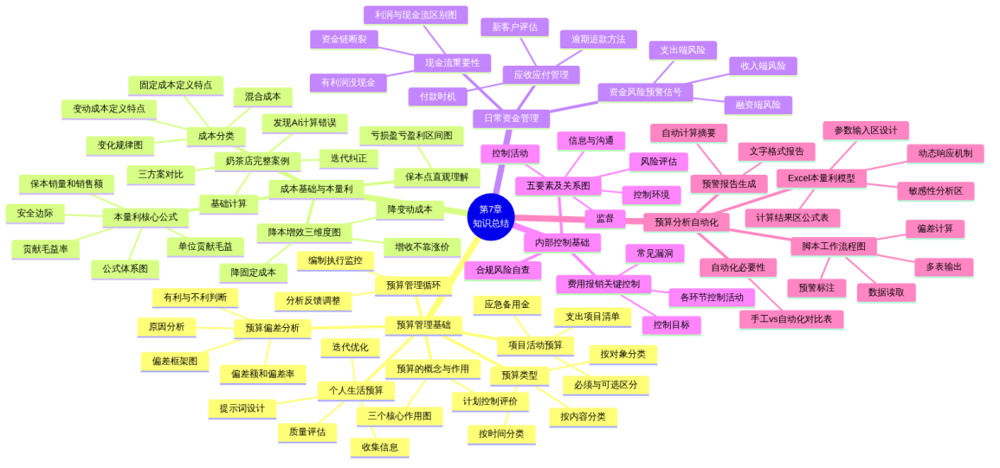 第7章
知识总结
日常资金管理
现金流重要性
利润与现金流区别图
资金链断裂
有利润没现金
应收应付管理
新客户评估
逾期追款方法
付款时机
资金风险预警信号
支出端风险
收入端风险
融资端风险
成本基础与本量利
成本分类
固定成本定义特点
混合成本
变动成本定义特点
变化规律图
奶茶店完整案例
发现AI计算错误
迭代纠正
三方案对比
基础计算
保本点直观理解
亏损盈亏盈利区间图
本量利核心公式
保本销量和销售额
安全边际
贡献毛益率
公式体系图
单位贡献毛益
降本增效三维度图
降变动成本
增收不靠涨价
降固定成本
内部控制基础
五要素及关系图
控制活动
信息与沟通
风险评估
控制环境
监督
合规风险自查
费用报销关键控制
常见漏洞
各环节控制活动
控制目标
预算分析自动化
预警报告生成
自动计算摘要
文字格式报告
Excel本量利模型
参数输入区设计
动态响应机制
敏感性分析区
计算结果区公式表
脚本工作流程图
偏差计算
多表输出
数据读取
预警标注
自动化必要性
手工vs自动化对比表
预算管理基础
预算管理循环
编制执行监控
分析反馈调整
预算偏差分析
有利与不利判断
原因分析
偏差框架图
偏差额和偏差率
个人生活预算
迭代优化
提示词设计
质量评估
收集信息
预算的概念与作用
三个核心作用图
计划控制评价
预算类型
按对象分类
按内容分类
按时间分类
项目活动预算
应急备用金
支出项目清单
必须与可选区分